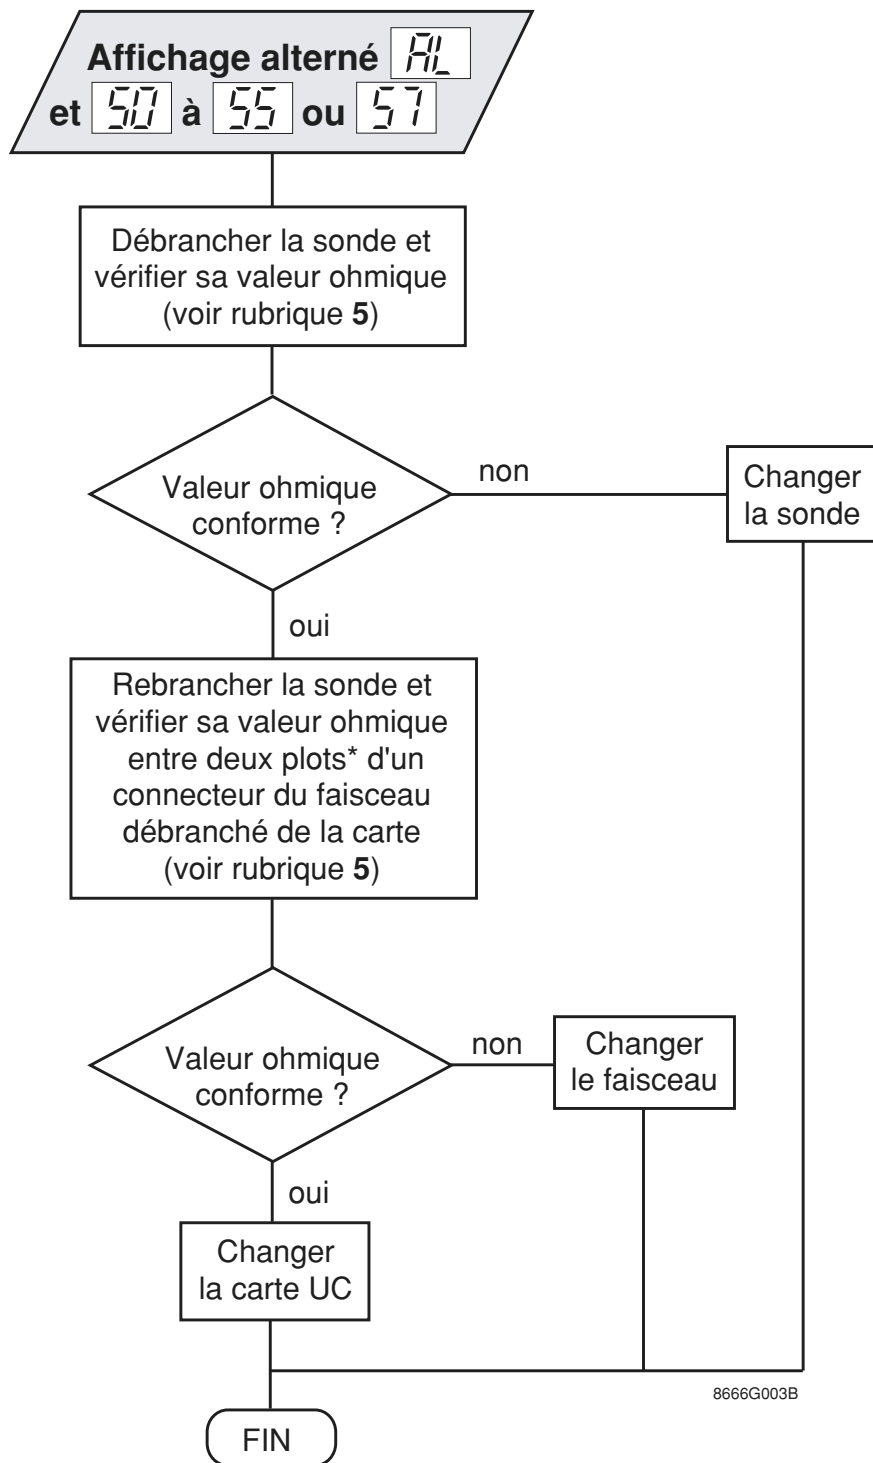 Affichage alterné AL
et 50 à 55 ou 57
Débrancher la sonde et
vérifier sa valeur ohmique
(voir rubrique 5)
Valeur ohmique
conforme ?
non
Changer
la sonde
oui
Rebrancher la sonde et
vérifier sa valeur ohmique
entre deux plots* d'un
connecteur du faisceau
débranché de la carte
(voir rubrique 5)
Valeur ohmique
conforme ?
non
Changer
le faisceau
oui
Changer
la carte UC
8666G003B
FIN